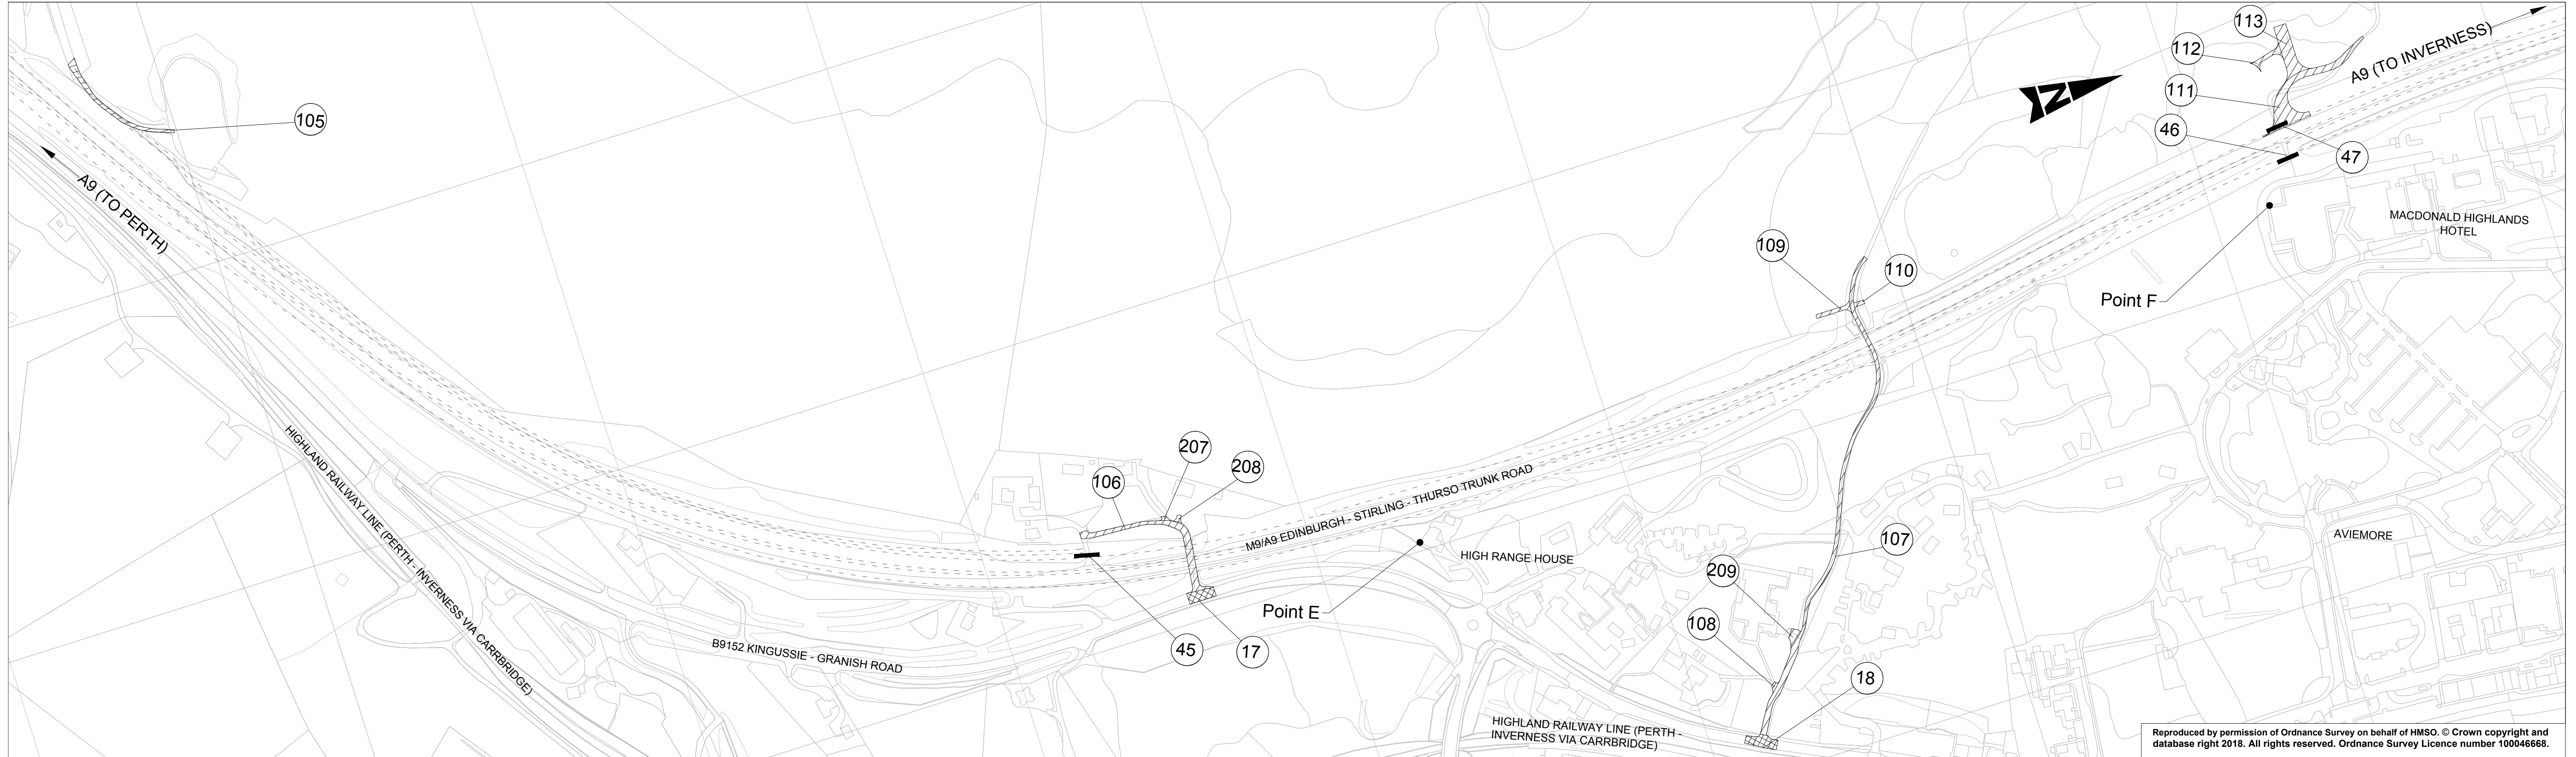 113
112
A9 (TO INVERNESS)
111
N
105
46
47
A9 (TO PERTH)
MACDONALD HIGHLANDS
HOTEL
109
110
Point F
207
208
106
HIGHLAND RAILWAY LINE (PERTH - INVERNESS VIA CARRBRIDGE)
M9/A9 EDINBURGH - STIRLING - THURSO TRUNK ROAD
HIGH RANGE HOUSE
107
AVIEMORE
209
Point E
108
B9152 KINGUSSIE - GRANISH ROAD
45
17
18
HIGHLAND RAILWAY LINE (PERTH -
INVERNESS VIA CARRBRIDGE)
Reproduced by permission of Ordnance Survey on behalf of HMSO. © Crown copyright and
database right 2018. All rights reserved. Ordnance Survey Licence number 100046668.